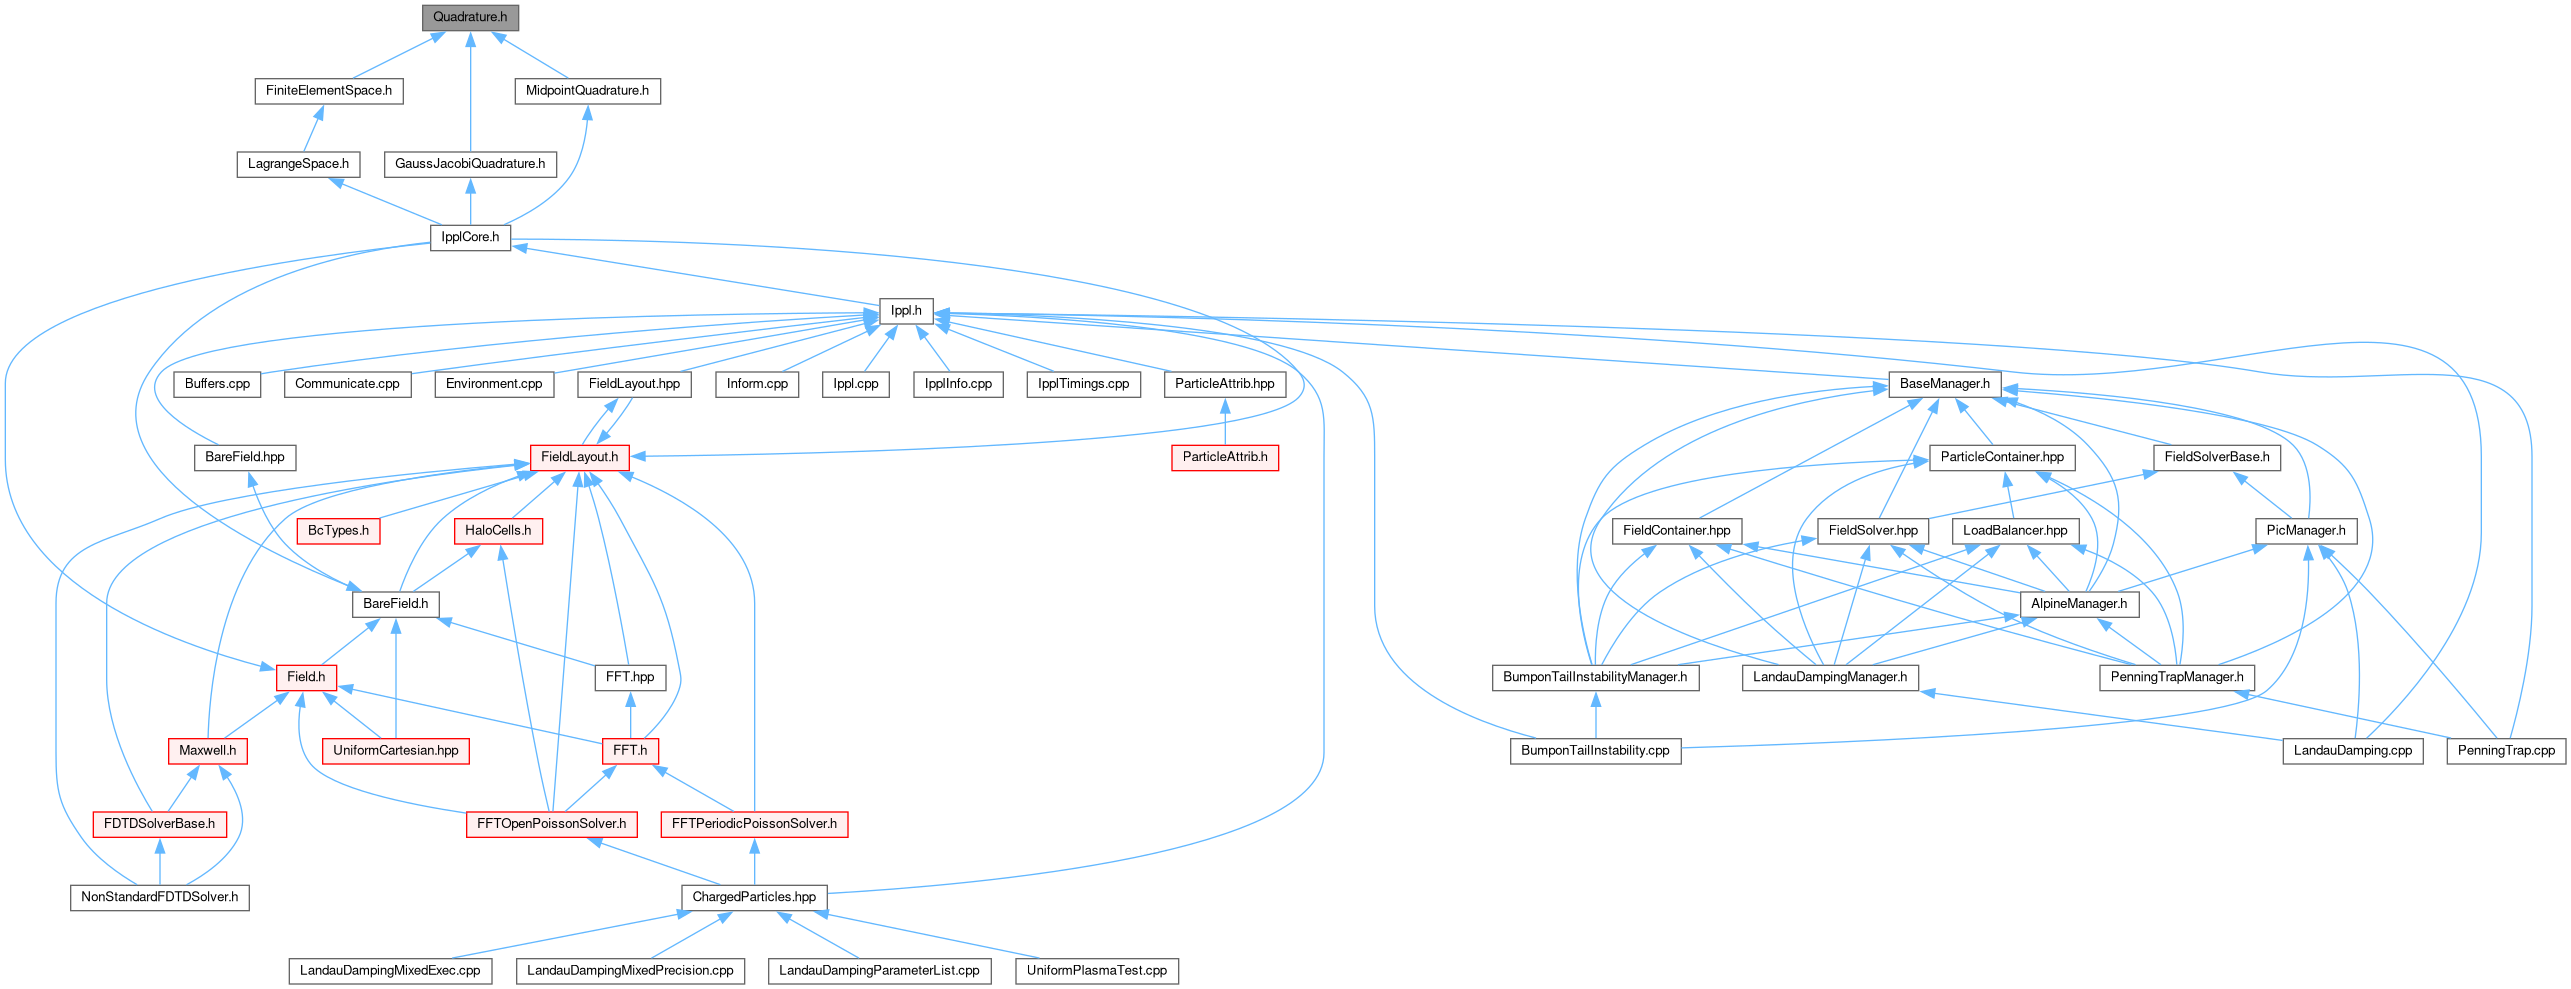 Quadrature.h
FiniteElementSpace.h
MidpointQuadrature.h
LagrangeSpace.h
GaussJacobiQuadrature.h
IpplCore.h
Ippl.h
Buffers.cpp
Communicate.cpp
Environment.cpp
FieldLayout.hpp
Inform.cpp
Ippl.cpp
IpplInfo.cpp
IpplTimings.cpp
ParticleAttrib.hpp
BaseManager.h
BareField.hpp
FieldLayout.h
ParticleAttrib.h
ParticleContainer.hpp
FieldSolverBase.h
BcTypes.h
HaloCells.h
FieldContainer.hpp
FieldSolver.hpp
LoadBalancer.hpp
PicManager.h
BareField.h
AlpineManager.h
Field.h
FFT.hpp
BumponTailInstabilityManager.h
LandauDampingManager.h
PenningTrapManager.h
Maxwell.h
UniformCartesian.hpp
FFT.h
BumponTailInstability.cpp
LandauDamping.cpp
PenningTrap.cpp
FDTDSolverBase.h
FFTOpenPoissonSolver.h
FFTPeriodicPoissonSolver.h
NonStandardFDTDSolver.h
ChargedParticles.hpp
LandauDampingMixedExec.cpp
LandauDampingMixedPrecision.cpp
LandauDampingParameterList.cpp
UniformPlasmaTest.cpp